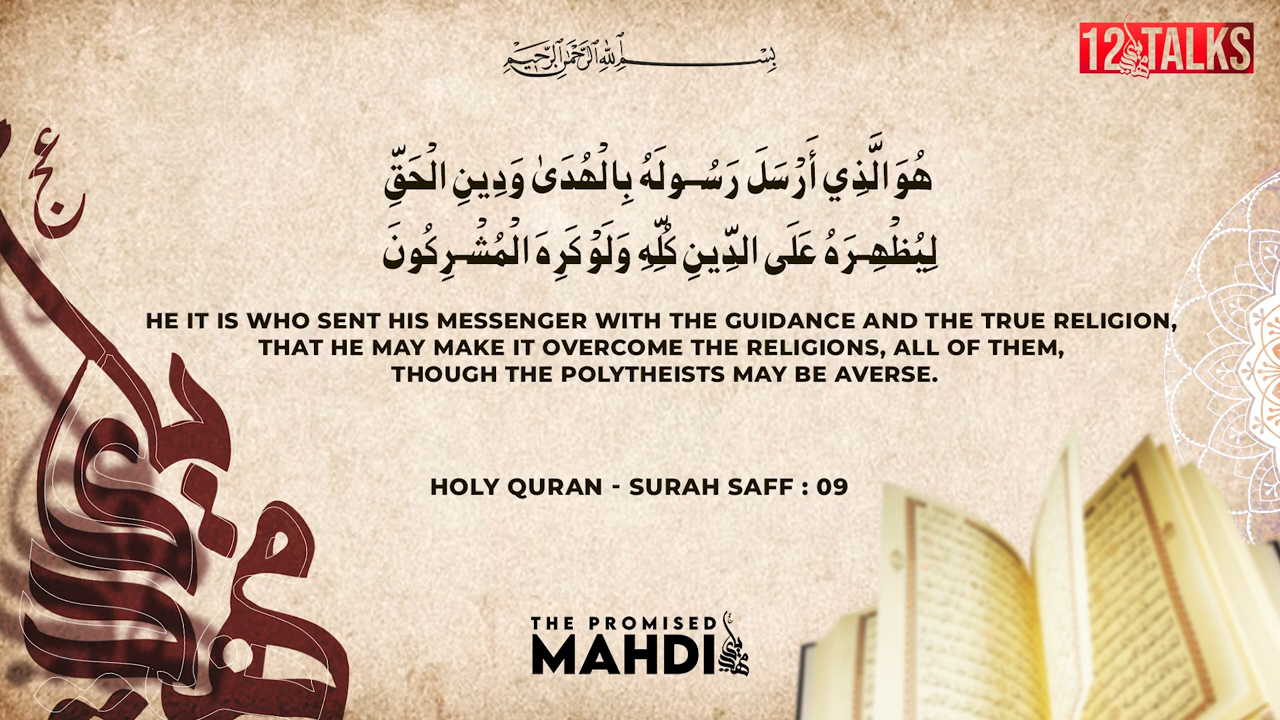 بِسْمِ اللهِ الرَّحْمَنِ الرَّحِيمِ
12 TALKS
هُوَ الَّذِي أَرْسَلَ رَسُولَهُ بِالْهُدَىٰ وَدِينِ الْحَقِّ
لِيُظْهِرَهُ عَلَى الدِّينِ كُلِّهِ وَلَوْ كَرِهَ الْمُشْرِكُونَ
HE IT IS WHO SENT HIS MESSENGER WITH THE GUIDANCE AND THE TRUE RELIGION,
THAT HE MAY MAKE IT OVERCOME THE RELIGIONS, ALL OF THEM,
THOUGH THE POLYTHEISTS MAY BE AVERSE.
HOLY QURAN - SURAH SAFF : 09
THE PROMISED
MAHDI